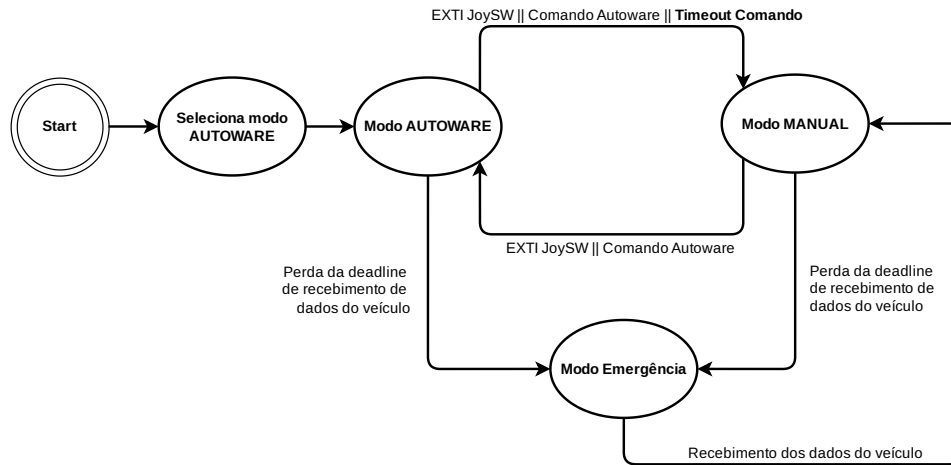 EXTI JoySW || Comando Autoware || Timeout Comando
Start
Seleciona modo
AUTOWARE
Modo AUTOWARE
Modo MANUAL
EXTI JoySW || Comando Autoware
Perda da deadline
de recebimento de
dados do veículo
Perda da deadline
de recebimento de
dados do veículo
Modo Emergência
Recebimento dos dados do veículo